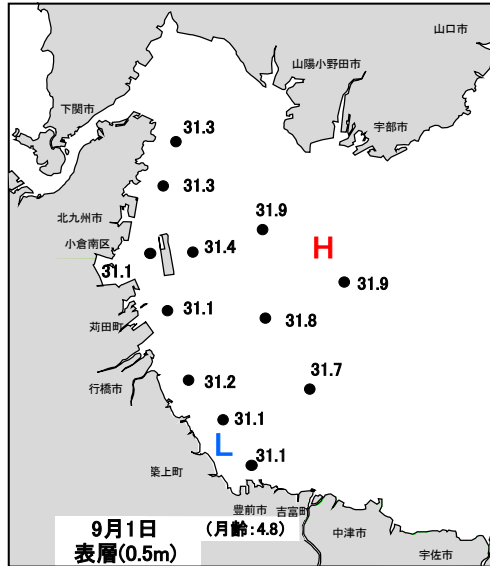 山口市
山陽小野田市
下関市
宇部市
31.3
31.3
31.9
北九州市
小倉南区
31.4
H
31.1
31.9
31.1
31.8
苅田町
31.7
31.2
行橋市
31.1
L
31.1
築上町
豊前市
吉富町
9月1日 (月齢:4.8)
表層(0.5m)
中津市
宇佐市